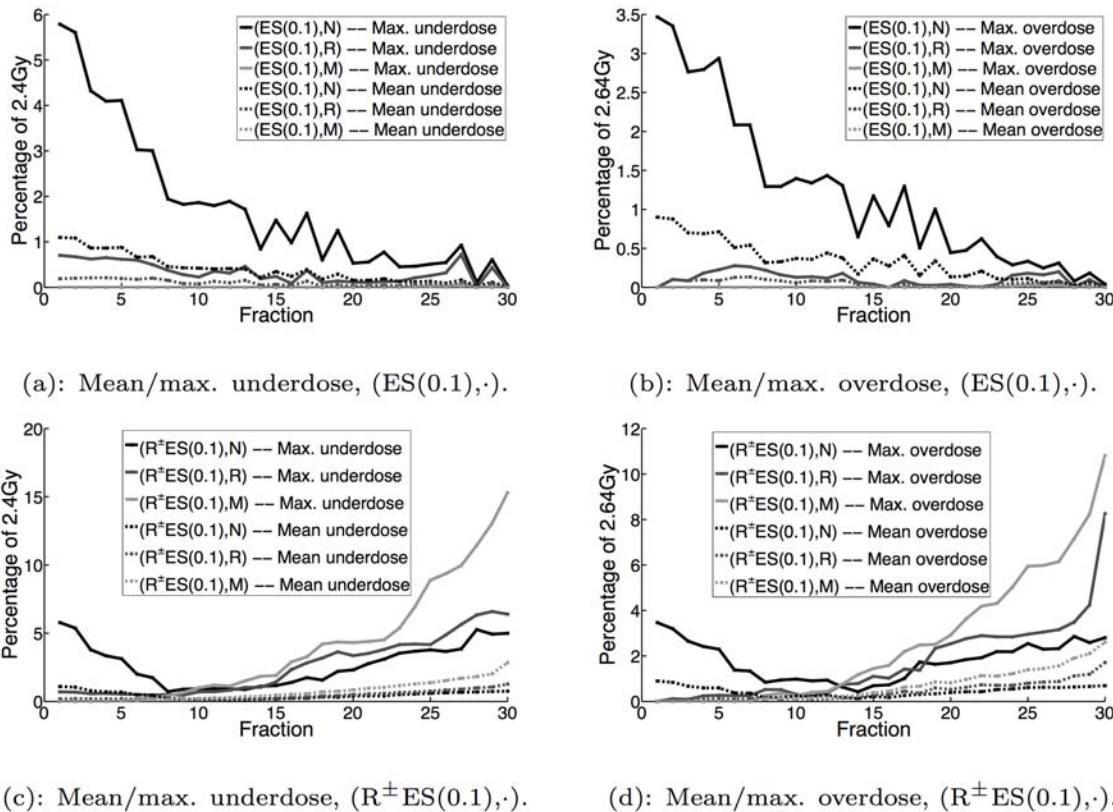 Percentage of 2.4Gy
6
5
4
3
2
1
0
(ES(0.1),N) –– Max. underdose
(ES(0.1),R) –– Max. underdose
(ES(0.1),M) –– Max. underdose
(ES(0.1),N) –– Mean underdose
(ES(0.1),R) –– Mean underdose
(ES(0.1),M) –– Mean underdose
0 5 10 15 20 25 30
Fraction
(a): Mean/max. underdose, (ES(0.1),·).
Percentage of 2.64Gy
3.5
3
2.5
2
1.5
1
0.5
0
(ES(0.1),N) –– Max. overdose
(ES(0.1),R) –– Max. overdose
(ES(0.1),M) –– Max. overdose
(ES(0.1),N) –– Mean overdose
(ES(0.1),R) –– Mean overdose
(ES(0.1),M) –– Mean overdose
0 5 10 15 20 25 30
Fraction
(b): Mean/max. overdose, (ES(0.1),·).
Percentage of 2.4Gy
20
15
10
5
0
(R±ES(0.1),N) –– Max. underdose
(R±ES(0.1),R) –– Max. underdose
(R±ES(0.1),M) –– Max. underdose
(R±ES(0.1),N) –– Mean underdose
(R±ES(0.1),R) –– Mean underdose
(R±ES(0.1),M) –– Mean underdose
0 5 10 15 20 25 30
Fraction
(c): Mean/max. underdose, (R±ES(0.1),·).
Percentage of 2.64Gy
12
10
8
6
4
2
0
(R±ES(0.1),N) –– Max. overdose
(R±ES(0.1),R) –– Max. overdose
(R±ES(0.1),M) –– Max. overdose
(R±ES(0.1),N) –– Mean overdose
(R±ES(0.1),R) –– Mean overdose
(R±ES(0.1),M) –– Mean overdose
0 5 10 15 20 25 30
Fraction
(d): Mean/max. overdose, (R±ES(0.1),·).